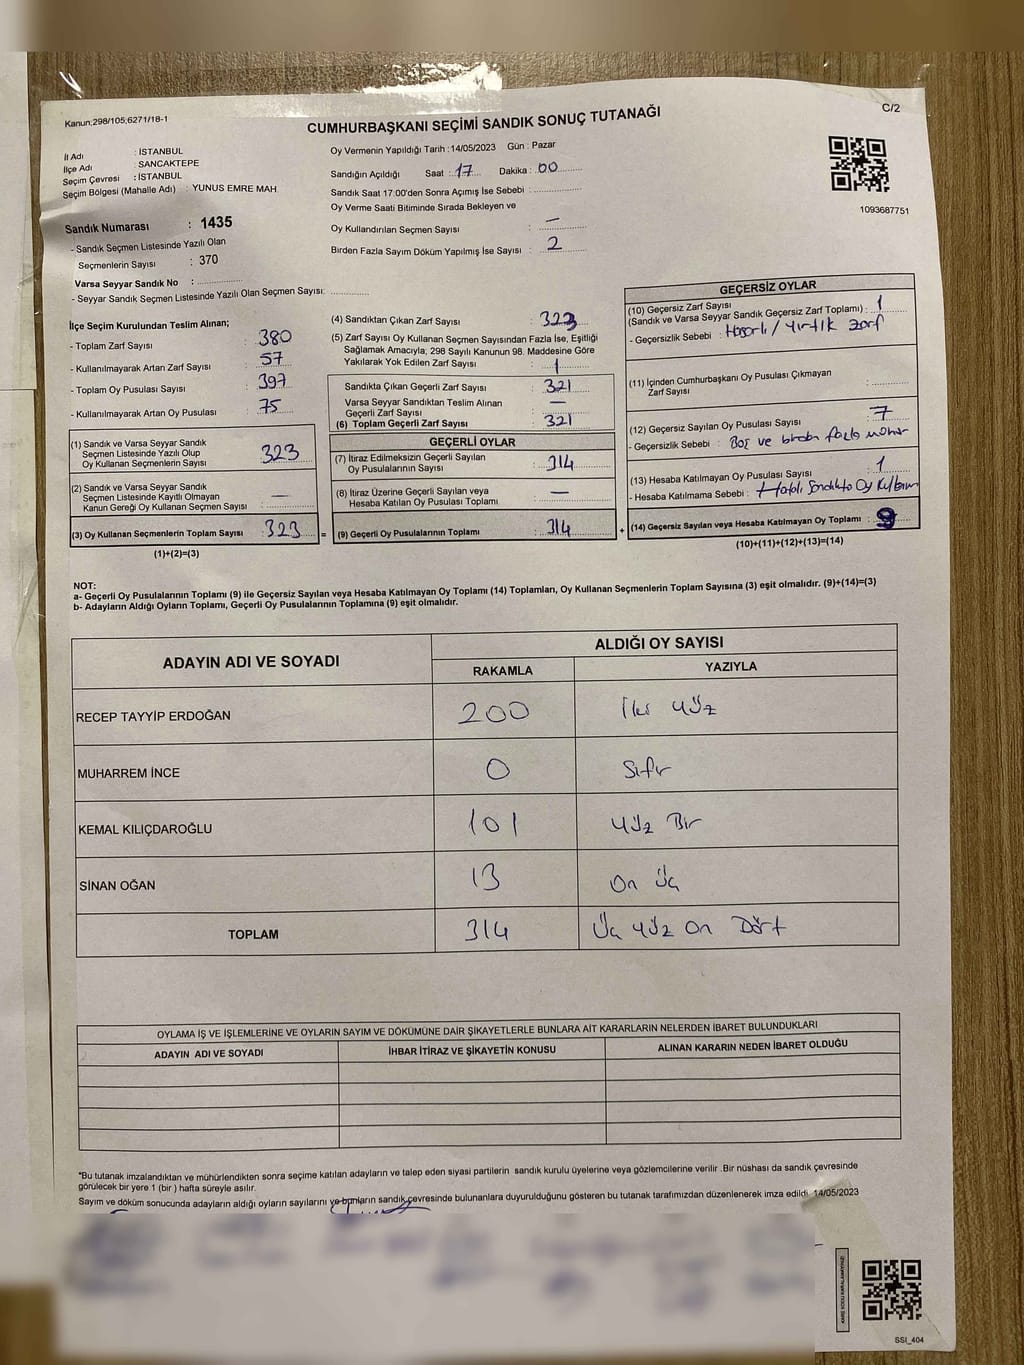 Kanun;298/105;6271/18-1
C/2
CUMHURBAŞKANI SEÇİMİ SANDIK SONUÇ TUTANAĞI
İl Adı : İSTANBUL
İlçe Adı : SANCAKTEPE
Seçim Çevresi : İSTANBUL
Seçim Bölgesi (Mahalle Adı) : YUNUS EMRE MAH.
Sandık Numarası : 1435
- Sandık Seçmen Listesinde Yazılı Olan
Seçmenlerin Sayısı : 370
Varsa Seyyar Sandık No :
- Seyyar Sandık Seçmen Listesinde Yazılı Olan Seçmen Sayısı:
Oy Vermenin Yapıldığı Tarih :14/05/2023 Gün : Pazar
Sandığın Açıldığı Saat : 17 Dakika : 00
Sandık Saat 17:00'den Sonra Açımış İse Sebebi :
Oy Verme Saati Bitiminde Sırada Bekleyen ve
Oy Kullandırılan Seçmen Sayısı : —
Birden Fazla Sayım Döküm Yapılmış İse Sayısı : 2
1093687751
İlçe Seçim Kurulundan Teslim Alınan;
- Toplam Zarf Sayısı : 380
- Kullanılmayarak Artan Zarf Sayısı : 57
- Toplam Oy Pusulası Sayısı : 397
- Kullanılmayarak Artan Oy Pusulası : 75
(1) Sandık ve Varsa Seyyar Sandık
Seçmen Listesinde Yazılı Olup
Oy Kullanan Seçmenlerin Sayısı : 323
(2) Sandık ve Varsa Seyyar Sandık
Seçmen Listesinde Kayıtlı Olmayan
Kanun Gereği Oy Kullanan Seçmen Sayısı : —
(3) Oy Kullanan Seçmenlerin Toplam Sayısı : 323
(1)+(2)=(3)
(4) Sandıktan Çıkan Zarf Sayısı : 323
(5) Zarf Sayısı Oy Kullanan Seçmen Sayısından Fazla İse, Eşitliği
Sağlamak Amacıyla, 298 Sayılı Kanunun 98. Maddesine Göre
Yakılarak Yok Edilen Zarf Sayısı : 1
Sandıkta Çıkan Geçerli Zarf Sayısı : 321
Varsa Seyyar Sandıktan Teslim Alınan
Geçerli Zarf Sayısı : —
(6) Toplam Geçerli Zarf Sayısı : 321
GEÇERLİ OYLAR
(7) İtiraz Edilmeksizin Geçerli Sayılan
Oy Pusulalarının Sayısı : 314
(8) İtiraz Üzerine Geçerli Sayılan veya
Hesaba Katılan Oy Pusulası Toplamı : —
= (9) Geçerli Oy Pusulalarının Toplamı : 314 +
GEÇERSİZ OYLAR
(10) Geçersiz Zarf Sayısı
(Sandık ve Varsa Seyyar Sandık Geçersiz Zarf Toplamı) : 1
- Geçersizlik Sebebi : Hasarlı / yırtık zarf
(11) İçinden Cumhurbaşkanı Oy Pusulası Çıkmayan
Zarf Sayısı :
(12) Geçersiz Sayılan Oy Pusulası Sayısı : 7
- Geçersizlik Sebebi : Boş ve birden fazla mühür
(13) Hesaba Katılmayan Oy Pusulası Sayısı : 1
- Hesaba Katılmama Sebebi : Hatalı Sandıkta Oy
(14) Geçersiz Sayılan veya Hesaba Katılmayan Oy Toplamı : 9
(10)+(11)+(12)+(13)=(14)
NOT:
a- Geçerli Oy Pusulalarının Toplamı (9) ile Geçersiz Sayılan veya Hesaba Katılmayan Oy Toplamı (14) Toplamları, Oy Kullanan Seçmenlerin Toplam Sayısına (3) eşit olmalıdır. (9)+(14)=(3)
b- Adayların Aldığı Oyların Toplamı, Geçerli Oy Pusulalarının Toplamına (9) eşit olmalıdır.
ADAYIN ADI VE SOYADI
ALDIĞI OY SAYISI
RAKAMLA YAZIYLA
RECEP TAYYİP ERDOĞAN 200 İki yüz
MUHARREM İNCE 0 Sıfır
KEMAL KILIÇDAROĞLU 101 yüz Bir
SİNAN OĞAN 13 On Üç
TOPLAM 314 Üç yüz On Dört
OYLAMA İŞ VE İŞLEMLERİNE VE OYLARIN SAYIM VE DÖKÜMÜNE DAİR ŞİKAYETLERLE BUNLARA AİT KARARLARIN NELERDEN İBARET BULUNDUKLARI
ADAYIN ADI VE SOYADI İHBAR İTİRAZ VE ŞİKAYETİN KONUSU ALINAN KARARIN NEDEN İBARET OLDUĞU
*Bu tutanak imzalandıktan ve mühürlendikten sonra seçime katılan adayların ve talep eden siyasi partilerin sandık kurulu üyelerine veya gözlemcilerine verilir .Bir nüshası da sandık çevresinde
görülecek bir yere 1 (bir ) hafta süreyle asılır.
Sayım ve döküm sonucunda adayların aldığı oyların sayılarını ve bunların sandık çevresinde bulunanlara duyurulduğunu gösteren bu tutanak tarafımızdan düzenlenerek imza edildi. 14/05/2023
SSI_404